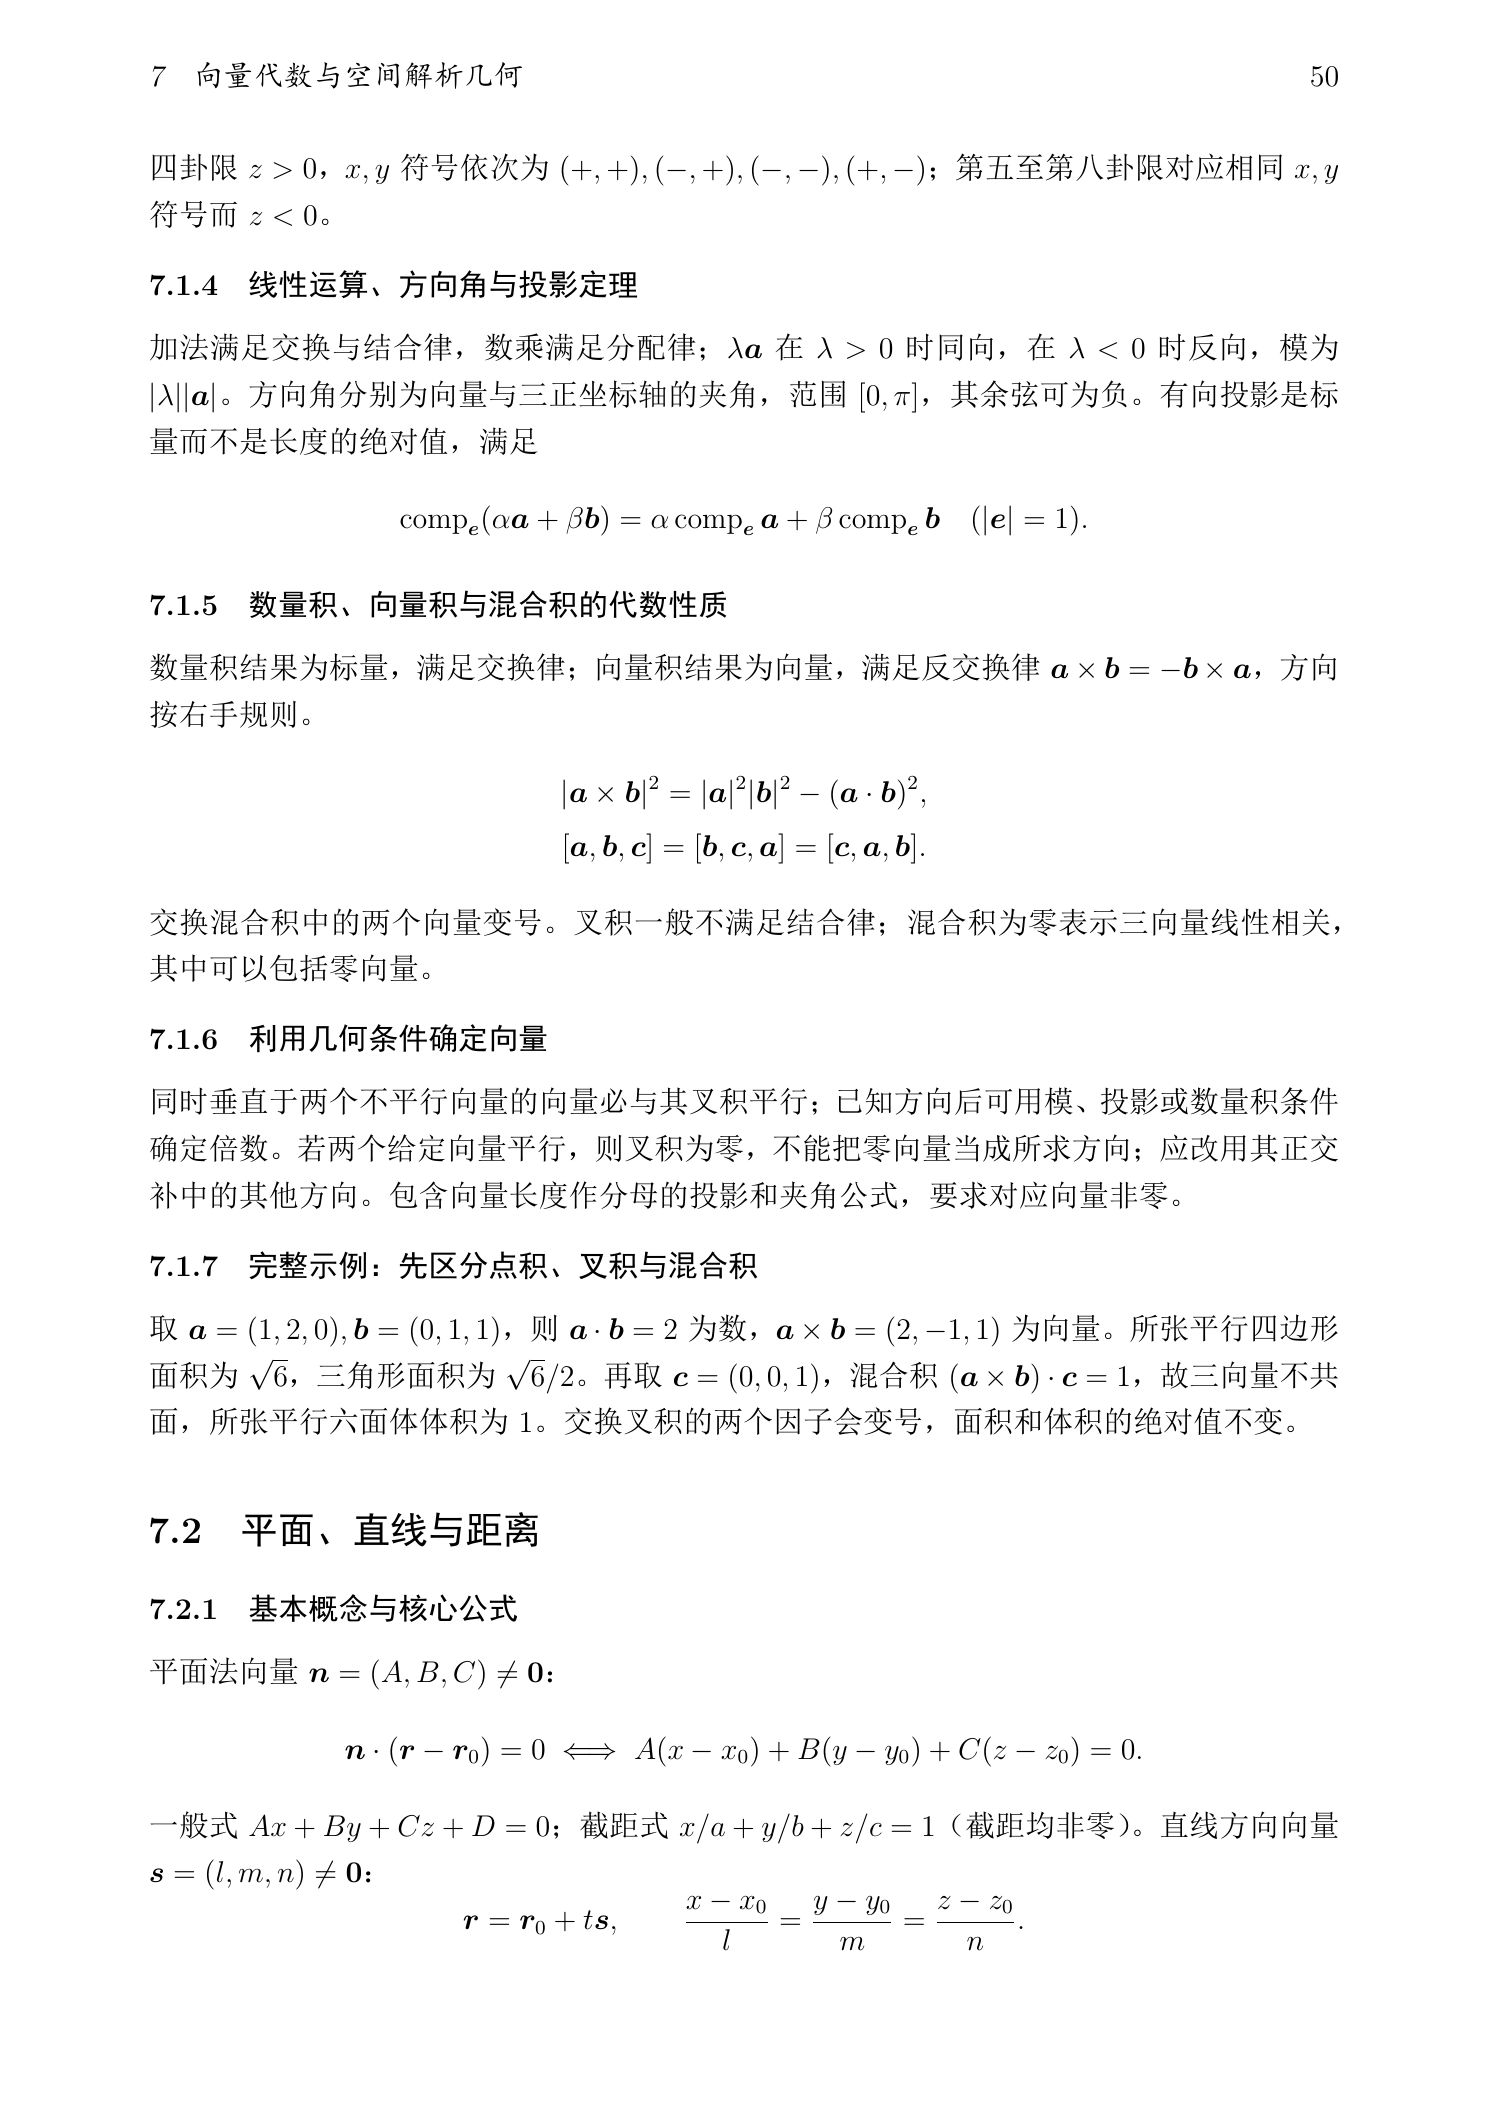 7 向量代数与空间解析几何 50
四卦限 z > 0，x, y 符号依次为 (+, +), (−, +), (−, −), (+, −)；第五至第八卦限对应相同 x, y
符号而 z < 0。
7.1.4 线性运算、方向角与投影定理
加法满足交换与结合律，数乘满足分配律；λa 在 λ > 0 时同向，在 λ < 0 时反向，模为
|λ||a|。方向角分别为向量与三正坐标轴的夹角，范围 [0, π]，其余弦可为负。有向投影是标
量而不是长度的绝对值，满足
comp_e(αa + βb) = α comp_e a + β comp_e b (|e| = 1).
7.1.5 数量积、向量积与混合积的代数性质
数量积结果为标量，满足交换律；向量积结果为向量，满足反交换律 a × b = −b × a，方向
按右手规则。
|a × b|² = |a|²|b|² − (a · b)²,
[a, b, c] = [b, c, a] = [c, a, b].
交换混合积中的两个向量变号。叉积一般不满足结合律；混合积为零表示三向量线性相关，
其中可以包括零向量。
7.1.6 利用几何条件确定向量
同时垂直于两个不平行向量的向量必与其叉积平行；已知方向后可用模、投影或数量积条件
确定倍数。若两个给定向量平行，则叉积为零，不能把零向量当成所求方向；应改用其正交
补中的其他方向。包含向量长度作分母的投影和夹角公式，要求对应向量非零。
7.1.7 完整示例：先区分点积、叉积与混合积
取 a = (1, 2, 0), b = (0, 1, 1)，则 a · b = 2 为数，a × b = (2, −1, 1) 为向量。所张平行四边形
面积为 √6，三角形面积为 √6/2。再取 c = (0, 0, 1)，混合积 (a × b) · c = 1，故三向量不共
面，所张平行六面体体积为 1。交换叉积的两个因子会变号，面积和体积的绝对值不变。
7.2 平面、直线与距离
7.2.1 基本概念与核心公式
平面法向量 n = (A, B, C) ≠ 0：
n · (r − r₀) = 0 ⟺ A(x − x₀) + B(y − y₀) + C(z − z₀) = 0.
一般式 Ax + By + Cz + D = 0；截距式 x/a + y/b + z/c = 1（截距均非零）。直线方向向量
s = (l, m, n) ≠ 0：
r = r₀ + ts, (x − x₀)/l = (y − y₀)/m = (z − z₀)/n.